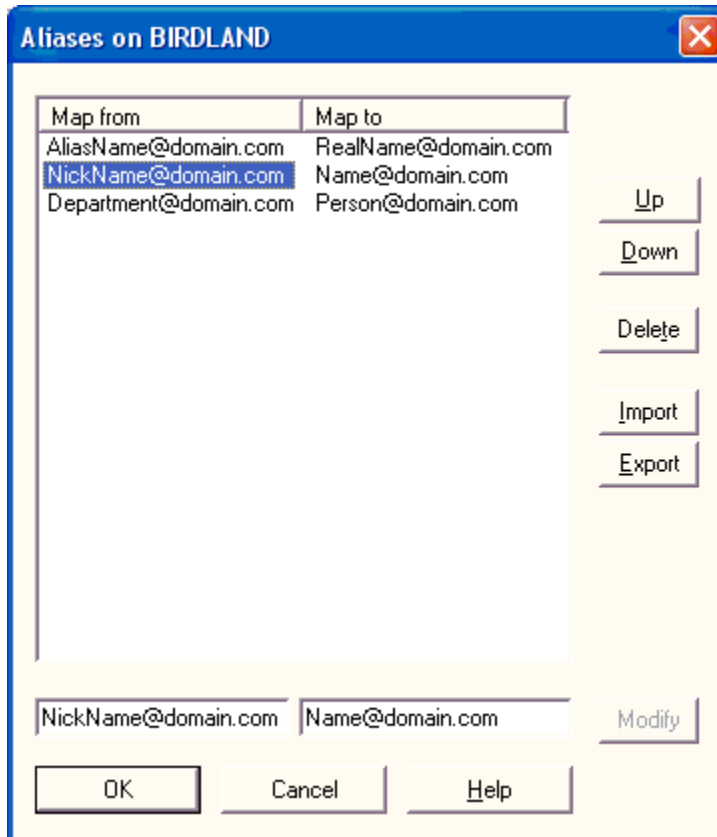 Aliases on BIRDLAND
Map from Map to
AliasName@domain.com RealName@domain.com
NickName@domain.com Name@domain.com
Department@domain.com Person@domain.com
Up
Down
Delete
Import
Export
NickName@domain.com Name@domain.com Modify
OK Cancel Help